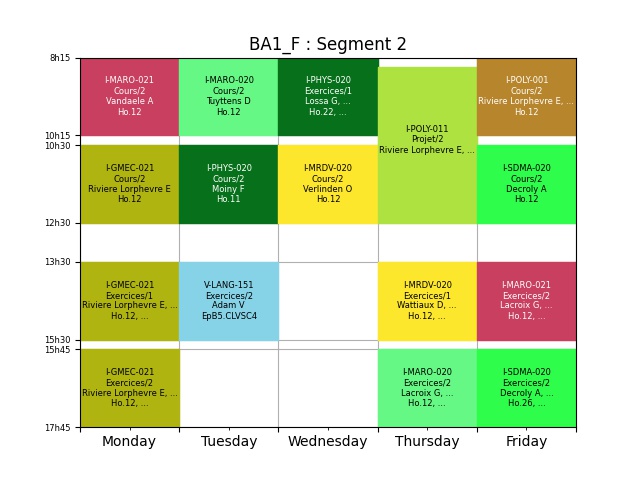 BA1_F : Segment 2
8h15
10h15
10h30
12h30
13h30
15h30
15h45
17h45
I-MARO-021
Cours/2
Vandaele A
Ho.12
I-GMEC-021
Cours/2
Riviere Lorphevre E
Ho.12
I-GMEC-021
Exercices/1
Riviere Lorphevre E, ...
Ho.12, ...
I-GMEC-021
Exercices/2
Riviere Lorphevre E, ...
Ho.12, ...
I-MARO-020
Cours/2
Tuyttens D
Ho.12
I-PHYS-020
Cours/2
Moiny F
Ho.11
V-LANG-151
Exercices/2
Adam V
EpB5.CLVSC4
I-PHYS-020
Exercices/1
Lossa G, ...
Ho.22, ...
I-MRDV-020
Cours/2
Verlinden O
Ho.12
I-POLY-011
Projet/2
Riviere Lorphevre E, ...
I-MRDV-020
Exercices/1
Wattiaux D, ...
Ho.12, ...
I-MARO-020
Exercices/2
Lacroix G, ...
Ho.12, ...
I-POLY-001
Cours/2
Riviere Lorphevre E, ...
Ho.12
I-SDMA-020
Cours/2
Decroly A
Ho.12
I-MARO-021
Exercices/2
Lacroix G, ...
Ho.12, ...
I-SDMA-020
Exercices/2
Decroly A, ...
Ho.26, ...
Monday
Tuesday
Wednesday
Thursday
Friday